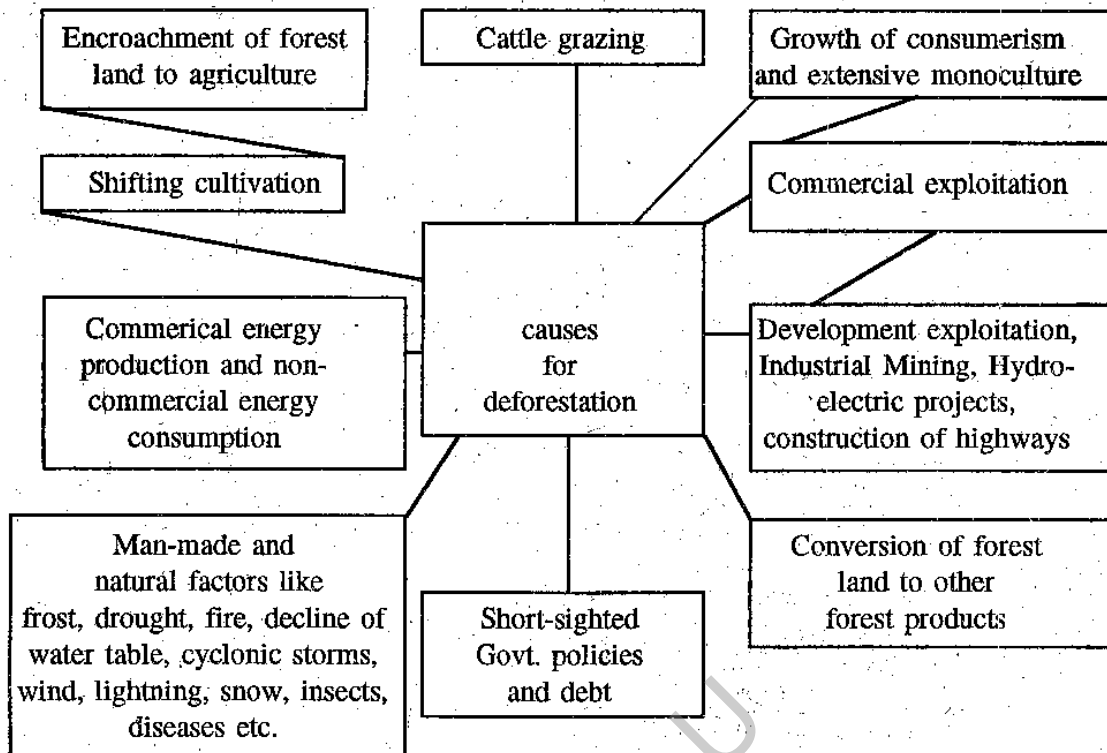 Encroachment of forest
land to agriculture
Cattle grazing
Growth of consumerism
and extensive monoculture
Shifting cultivation
Commercial exploitation
Commerical energy
production and non-
commercial energy
consumption
causes
for
deforestation
Development exploitation,
Industrial Mining, Hydro-
electric projects,
construction of highways
Man-made and
natural factors like
frost, drought, fire, decline of
water table, cyclonic storms,
wind, lightning, snow, insects,
diseases etc.
Short-sighted
Govt. policies
and debt
Conversion of forest
land to other
forest products
U